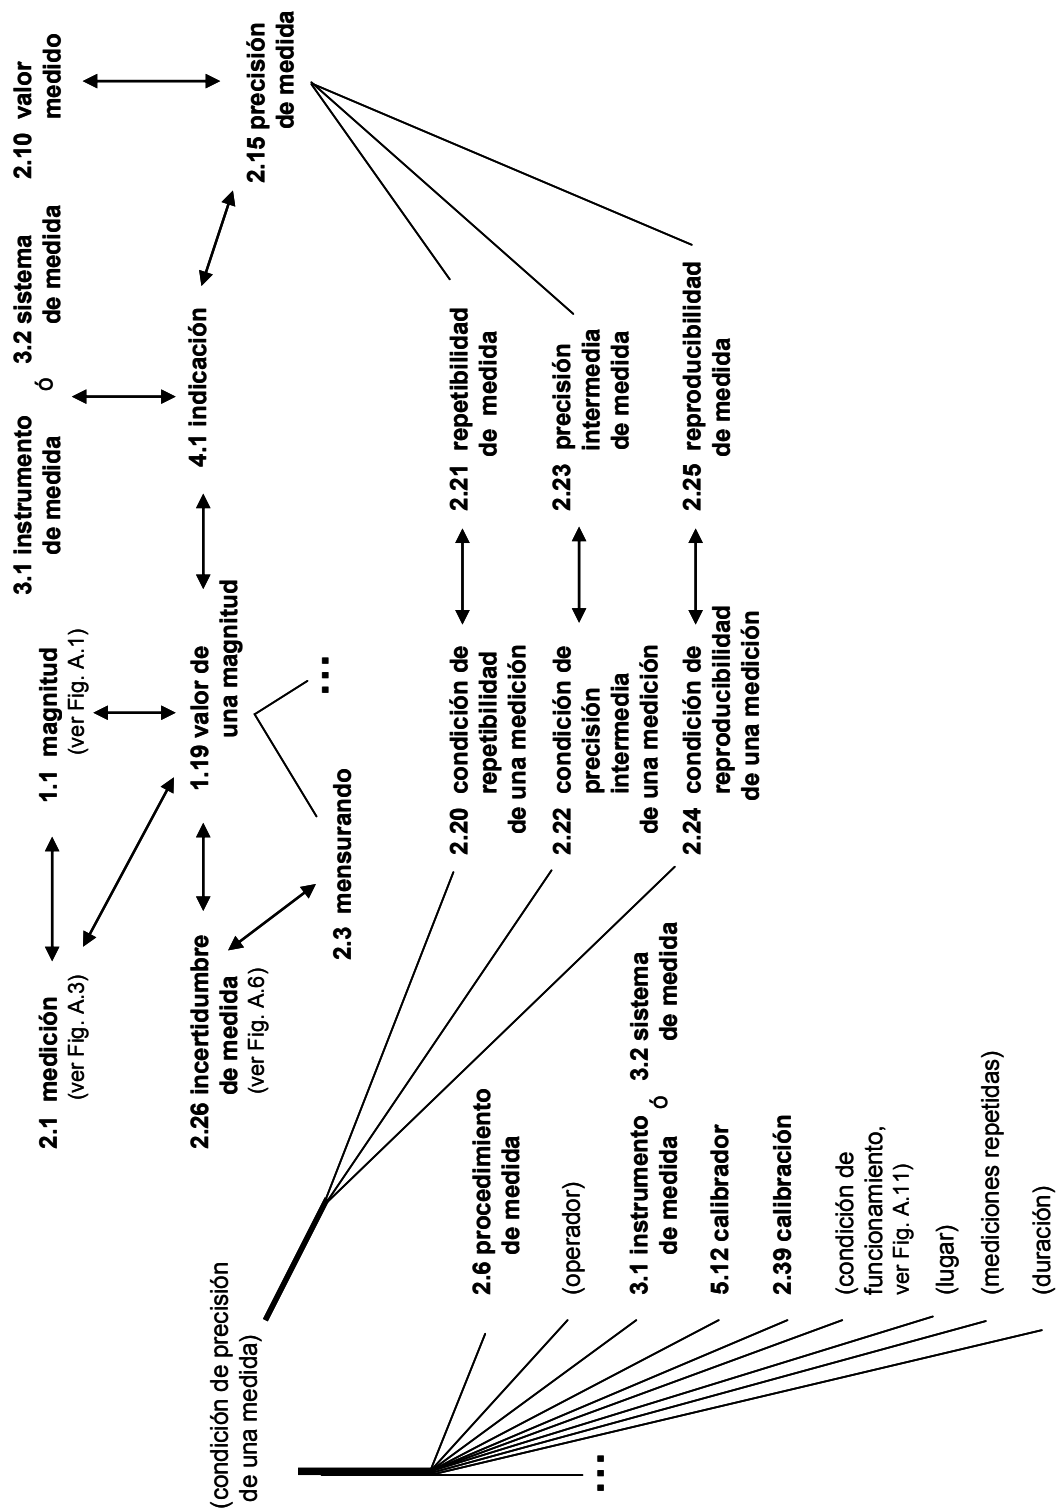 2.1 medición
(ver Fig. A.3)
1.1 magnitud
(ver Fig. A.1)
3.1 instrumento
de medida
ó
3.2 sistema
de medida
2.10 valor
medido
2.26 incertidumbre
de medida
(ver Fig. A.6)
1.19 valor de
una magnitud
4.1 indicación
2.15 precisión
de medida
(condición de precisión
de una medida)
2.3 mensurando
...
2.20 condición de
repetibilidad
de una medición
2.21 repetibilidad
de medida
2.22 condición de
precisión
intermedia
de una medición
2.23 precisión
intermedia
de medida
2.24 condición de
reproducibilidad
de una medición
2.25 reproducibilidad
de medida
2.6 procedimiento
de medida
(operador)
3.1 instrumento
de medida
ó
3.2 sistema
de medida
5.12 calibrador
2.39 calibración
(condición de
funcionamiento,
ver Fig. A.11)
(lugar)
(mediciones repetidas)
(duración)
...